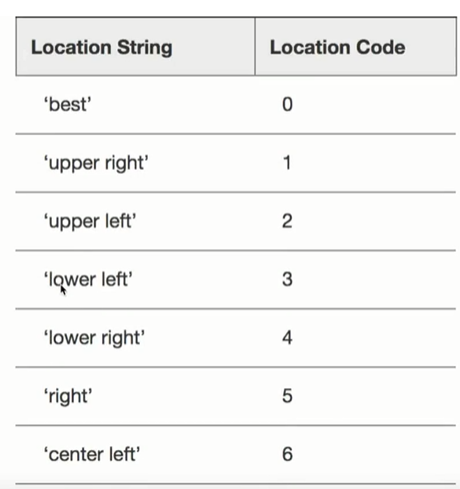 Location String Location Code
‘best’ 0
‘upper right’ 1
‘upper left’ 2
‘lower left’ 3
‘lower right’ 4
‘right’ 5
‘center left’ 6